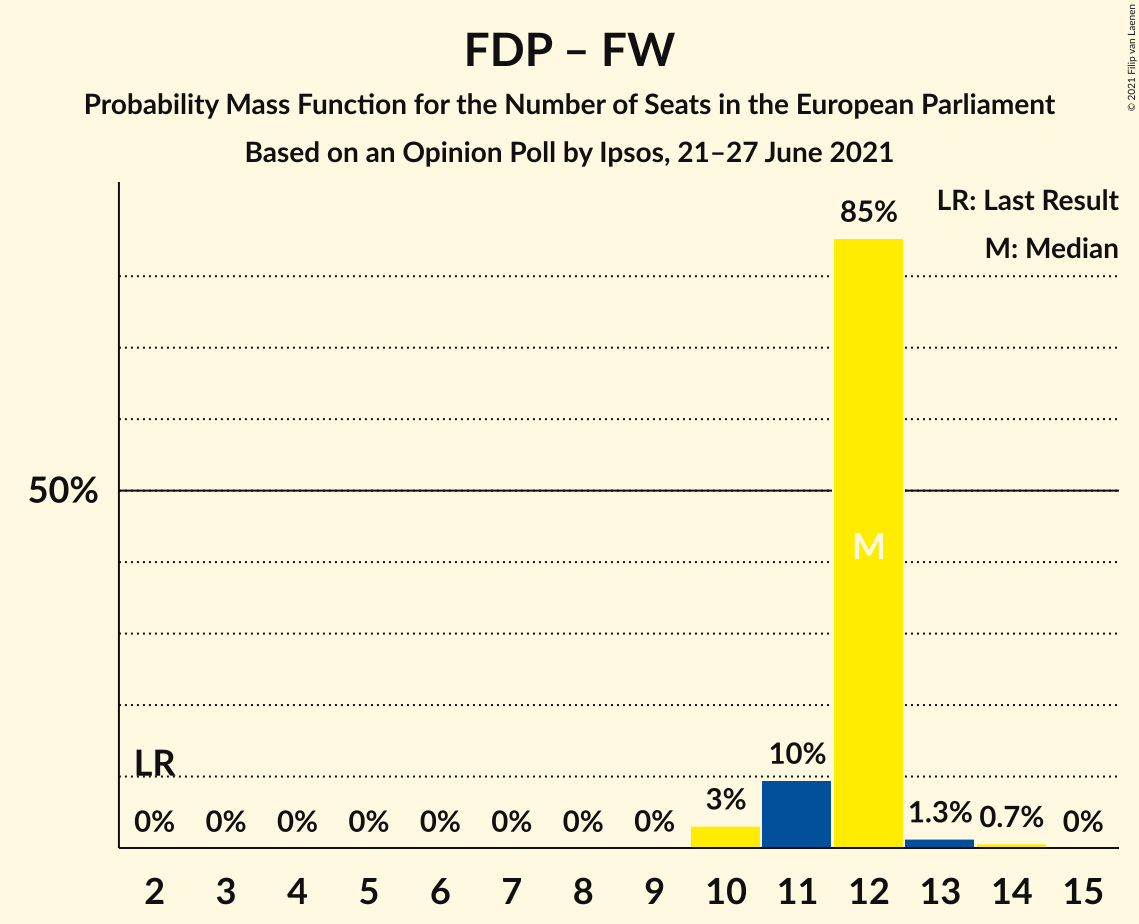 FDP – FW
Probability Mass Function for the Number of Seats in the European Parliament
Based on an Opinion Poll by Ipsos, 21–27 June 2021
© 2021 Filip van Laenen
LR: Last Result
M: Median
85%
50%
M
LR
10%
3%
1.3%
0.7%
0% 0% 0% 0% 0% 0% 0% 0% 0%
2 3 4 5 6 7 8 9 10 11 12 13 14 15